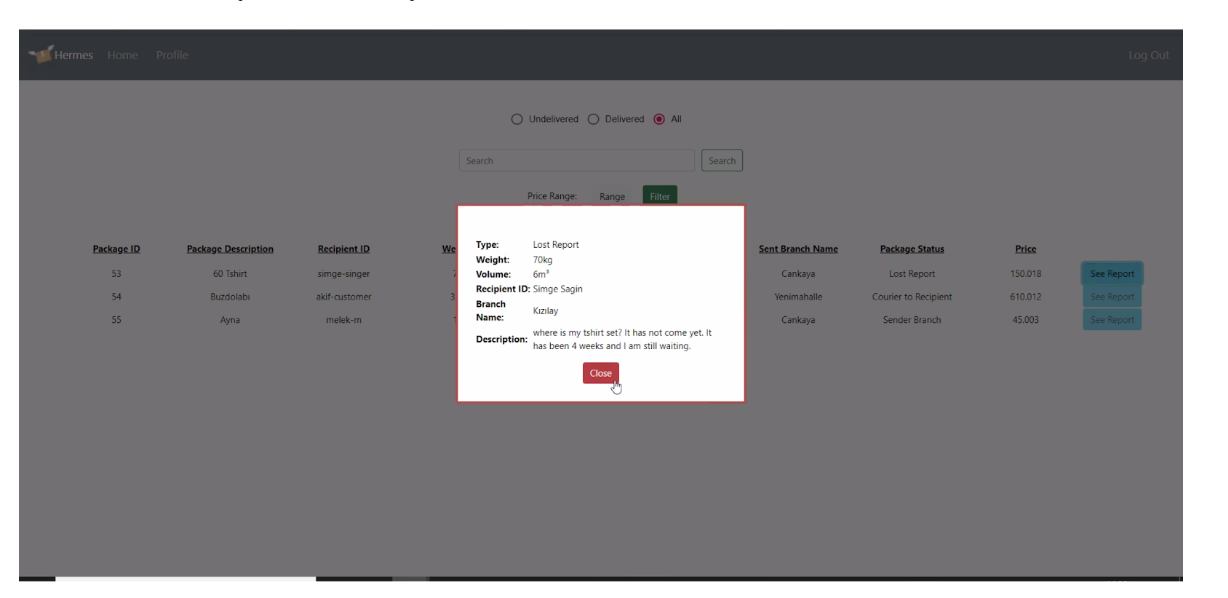 Hermes Home Profile Log Out
Undelivered Delivered All
Search Search
Price Range: Range Filter
Package ID Package Description Recipient ID We Sent Branch Name Package Status Price
53 60 Tshirt simge-singer 7 Cankaya Lost Report 150.018 See Report
54 Buzdolabı akif-customer 3 Yenimahalle Courier to Recipient 610.012 See Report
55 Ayna melek-m 1 Cankaya Sender Branch 45.003 See Report
Type: Lost Report
Weight: 70kg
Volume: 6m³
Recipient ID: Simge Sagin
Branch
Name: Kızılay
Description: where is my tshirt set? It has not come yet. It
has been 4 weeks and I am still waiting.
Close